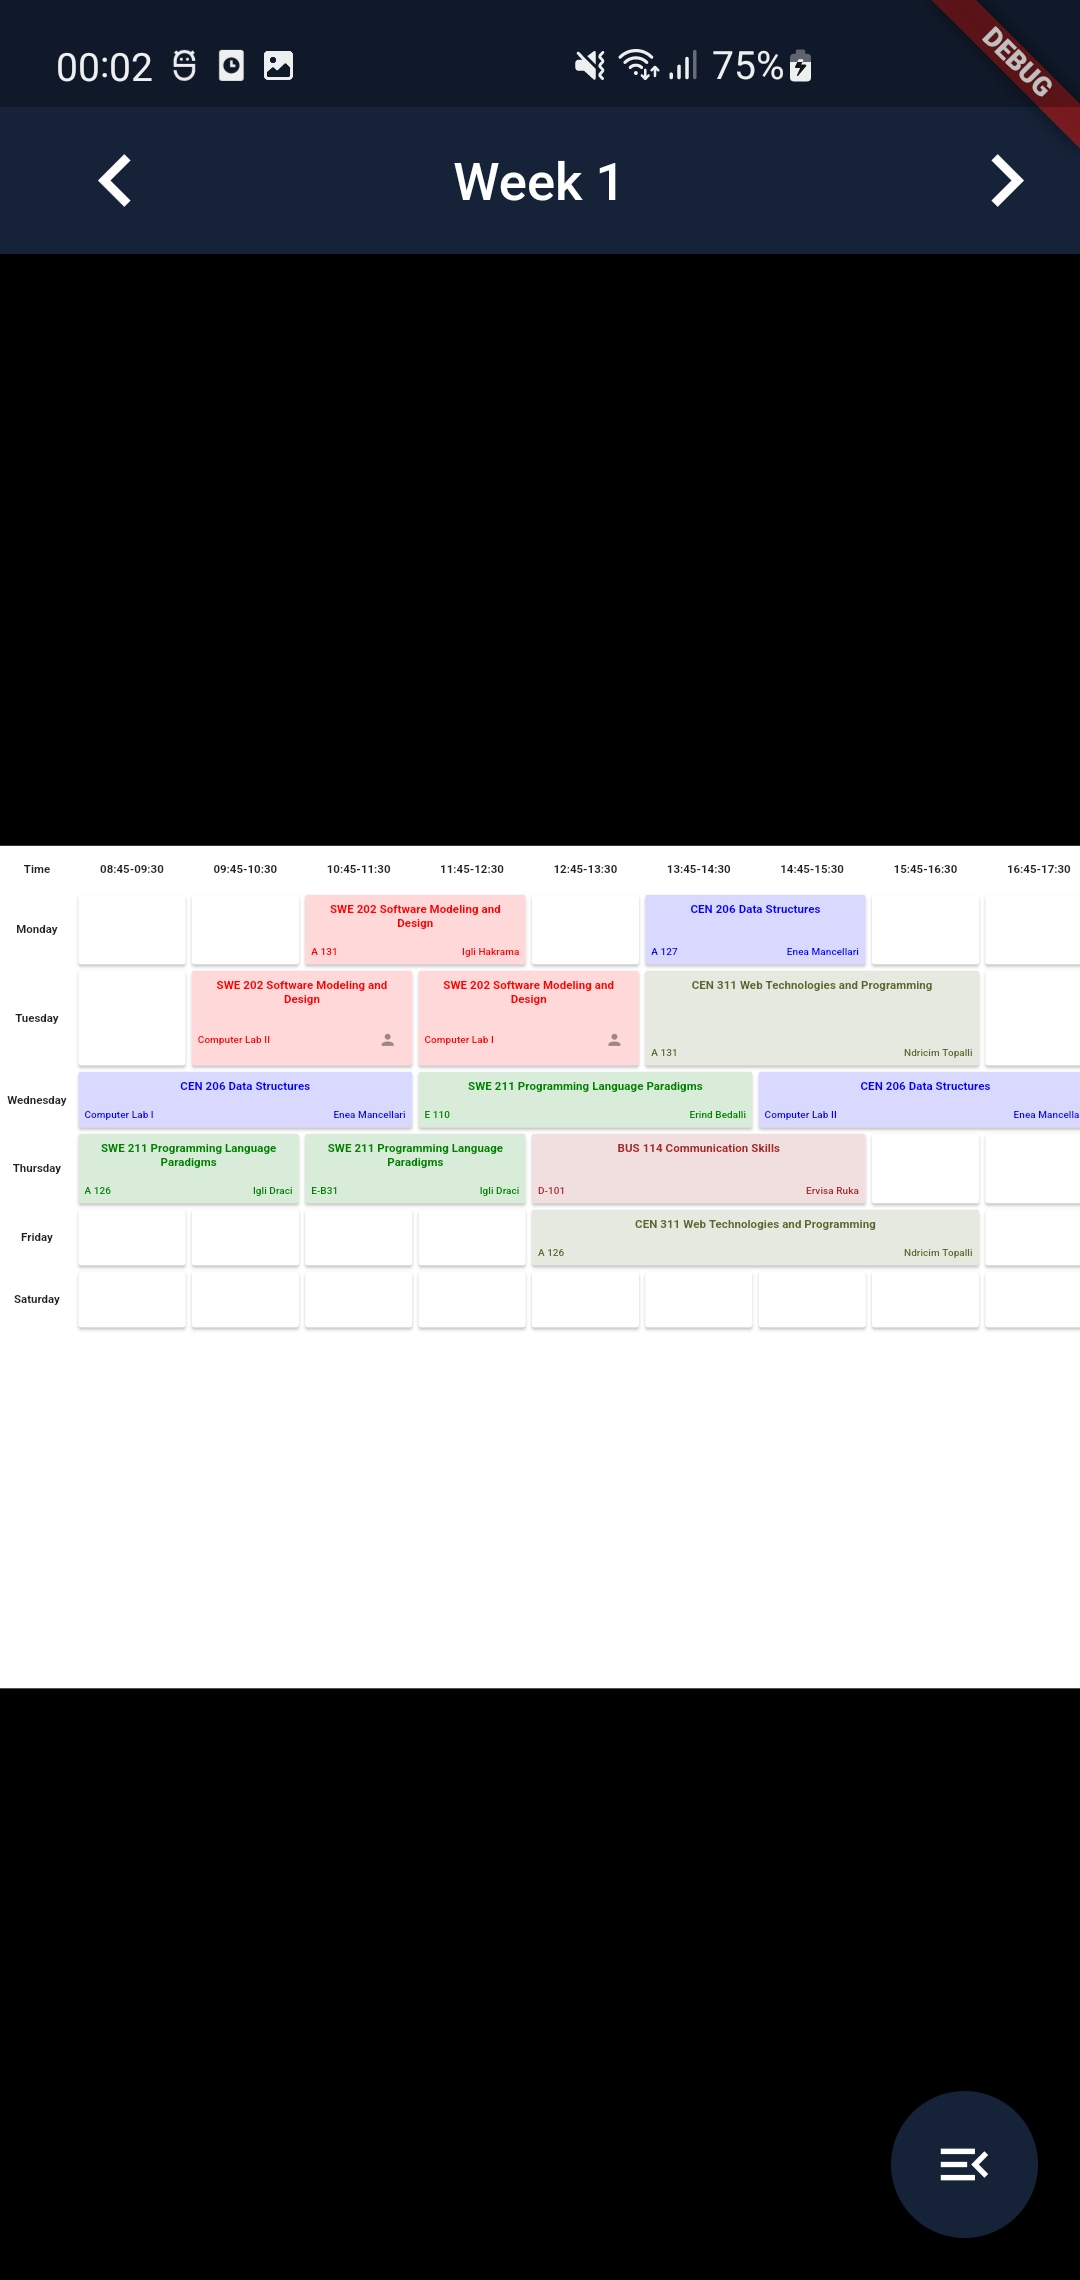 00:02
75%
DEBUG
Week 1
Time 08:45-09:30 09:45-10:30 10:45-11:30 11:45-12:30 12:45-13:30 13:45-14:30 14:45-15:30 15:45-16:30 16:45-17:30
Monday
SWE 202 Software Modeling and
Design
A 131 Igli Hakrama
CEN 206 Data Structures
A 127 Enea Mancellari
Tuesday
SWE 202 Software Modeling and
Design
Computer Lab II
SWE 202 Software Modeling and
Design
Computer Lab I
CEN 311 Web Technologies and Programming
A 131 Ndricim Topalli
Wednesday
CEN 206 Data Structures
Computer Lab I Enea Mancellari
SWE 211 Programming Language Paradigms
E 110 Erind Bedalli
CEN 206 Data Structures
Computer Lab II Enea Mancella
Thursday
SWE 211 Programming Language
Paradigms
A 126 Igli Draci
SWE 211 Programming Language
Paradigms
E-B31 Igli Draci
BUS 114 Communication Skills
D-101 Ervisa Ruka
Friday
CEN 311 Web Technologies and Programming
A 126 Ndricim Topalli
Saturday